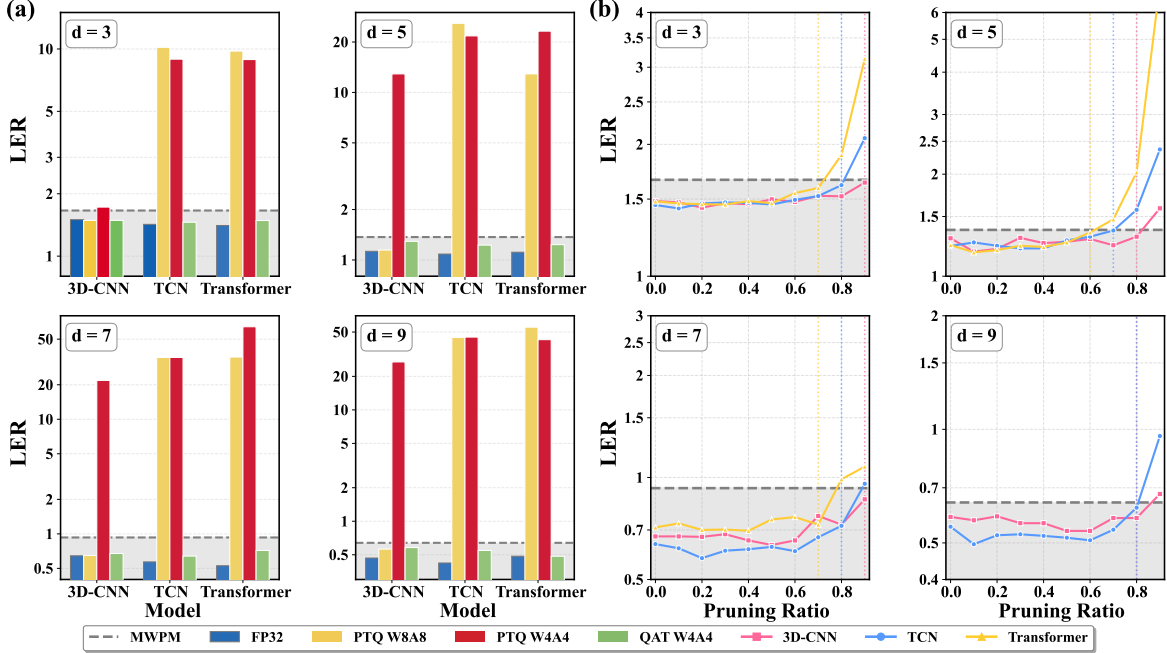 (a)
d = 3
LER
10
5
3
2
1
3D-CNN TCN Transformer
d = 5
20
10
5
2
1
3D-CNN TCN Transformer
(b)
d = 3
LER
4
3.5
3
2.5
2
1.5
1
0.0 0.2 0.4 0.6 0.8
d = 5
6
5
4
3
2.5
2
1.5
1
0.0 0.2 0.4 0.6 0.8
d = 7
LER
50
20
10
5
2
1
0.5
3D-CNN TCN Transformer
Model
d = 9
50
20
10
5
2
1
0.5
3D-CNN TCN Transformer
Model
d = 7
LER
3
2.5
2
1.5
1
0.7
0.5
0.0 0.2 0.4 0.6 0.8
Pruning Ratio
d = 9
2
1.5
1
0.7
0.5
0.4
0.0 0.2 0.4 0.6 0.8
Pruning Ratio
MWPM FP32 PTQ W8A8 PTQ W4A4 QAT W4A4 3D-CNN TCN Transformer